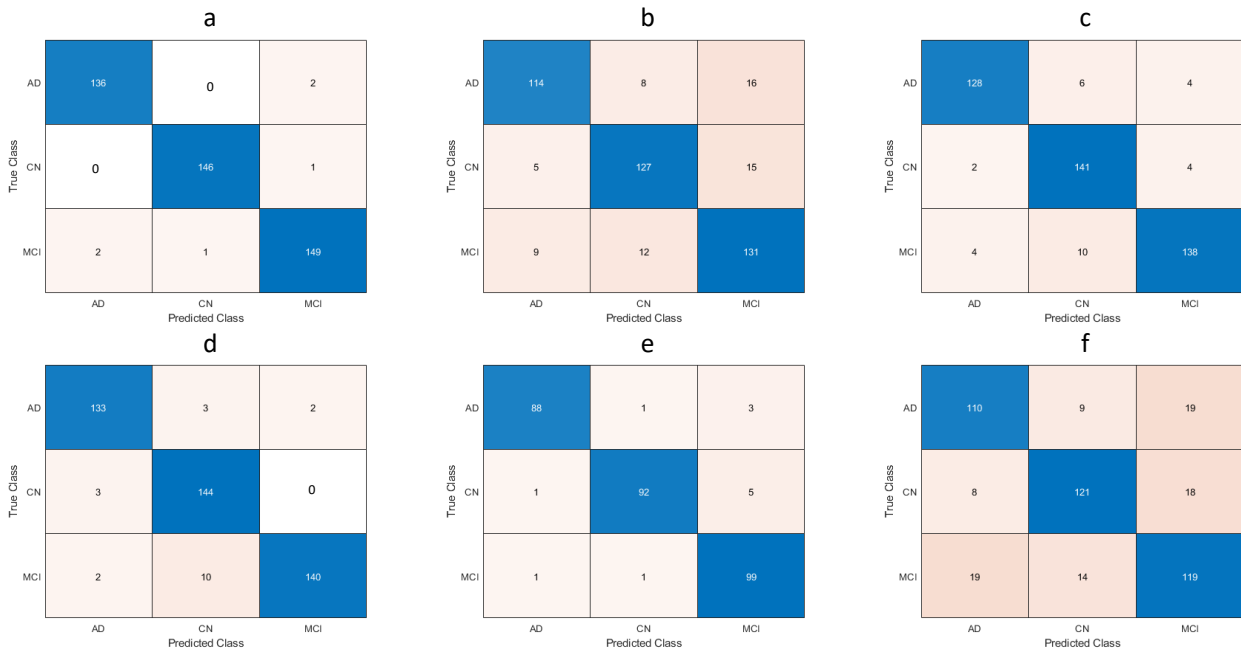 a
b
c
AD 136 0 2
CN 0 146 1
MCI 2 1 149
AD CN MCI
Predicted Class
True Class
AD 114 8 16
CN 5 127 15
MCI 9 12 131
AD CN MCI
Predicted Class
True Class
AD 128 6 4
CN 2 141 4
MCI 4 10 138
AD CN MCI
Predicted Class
True Class
d
e
f
AD 133 3 2
CN 3 144 0
MCI 2 10 140
AD CN MCI
Predicted Class
True Class
AD 88 1 3
CN 1 92 5
MCI 1 1 99
AD CN MCI
Predicted Class
True Class
AD 110 9 19
CN 8 121 18
MCI 19 14 119
AD CN MCI
Predicted Class
True Class